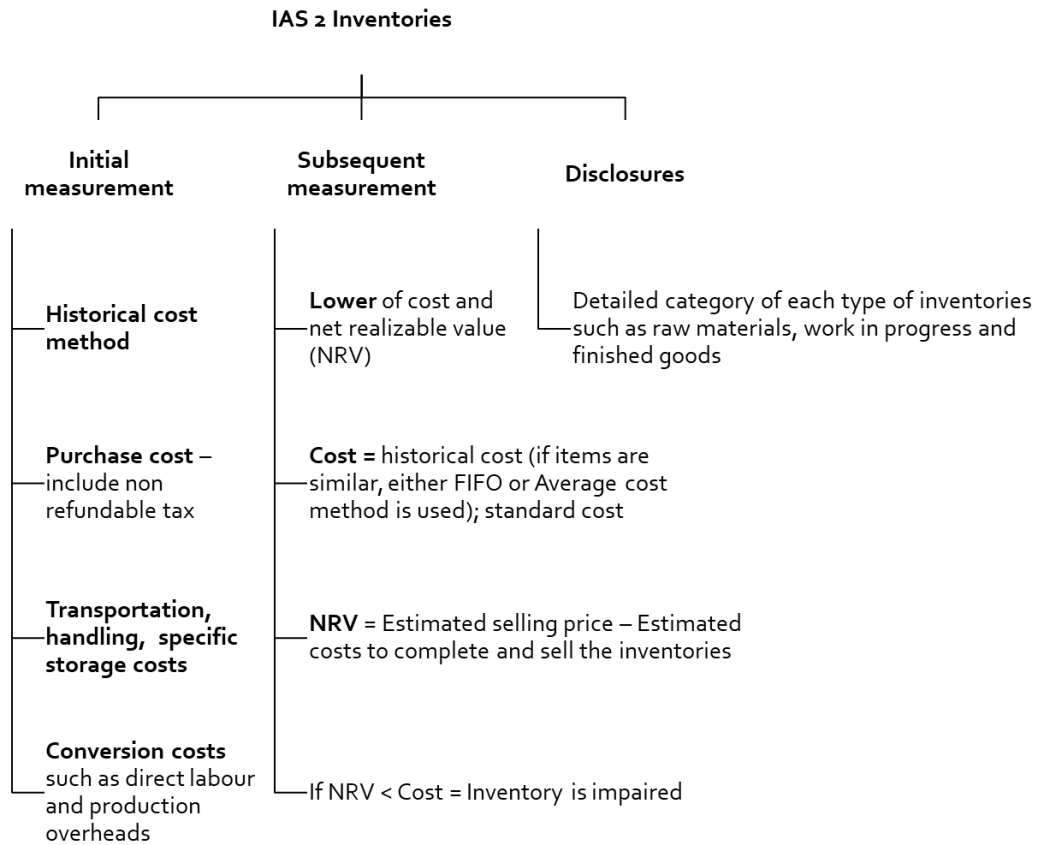 IAS 2 Inventories
Initial
measurement
Subsequent
measurement
Disclosures
Historical cost
method
Purchase cost –
include non
refundable tax
Transportation,
handling, specific
storage costs
Conversion costs
such as direct labour
and production
overheads
Lower of cost and
net realizable value
(NRV)
Cost = historical cost (if items are
similar, either FIFO or Average cost
method is used); standard cost
NRV = Estimated selling price – Estimated
costs to complete and sell the inventories
If NRV < Cost = Inventory is impaired
Detailed category of each type of inventories
such as raw materials, work in progress and
finished goods